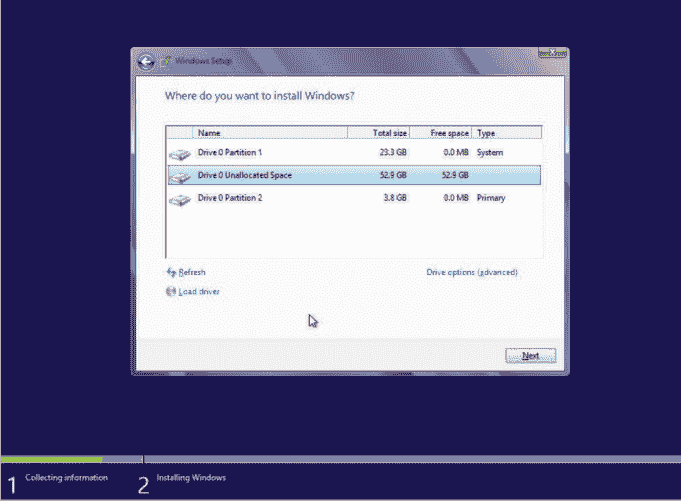 Windows Setup
Where do you want to install Windows?
Name Total size Free space Type
Drive 0 Partition 1 23.3 GB 0.0 MB System
Drive 0 Unallocated Space 52.9 GB 52.9 GB
Drive 0 Partition 2 3.8 GB 0.0 MB Primary
Refresh Drive options (advanced)
Load driver
Next
1 Collecting information 2 Installing Windows